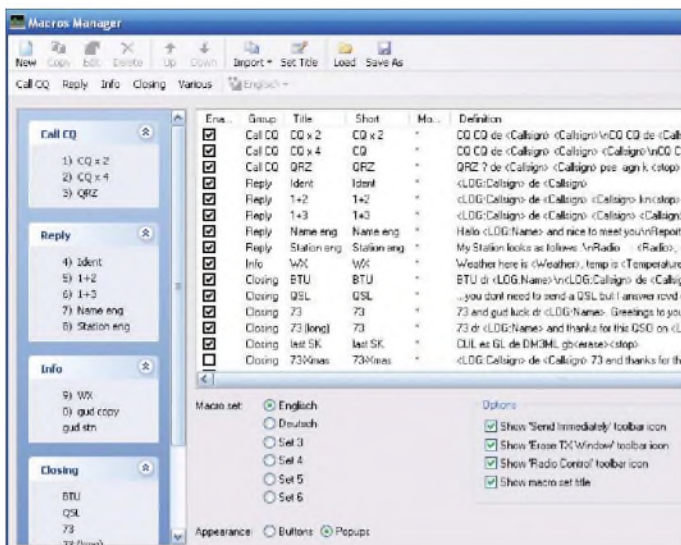 Macros Manager
New Copy Edit Delete Up Down Import Set Title Load Save As
Call CQ Reply Info Closing Various Englisch
Call CQ
1) CQ x 2
2) CQ x 4
3) QRZ
Reply
4) Ident
5) 1+2
6) 1+3
7) Name eng
8) Station eng
Info
9) WX
0) gud copy
gud stn
Closing
BTU
QSL
73
73 (long)
Ena... Group Title Short Mo... Definition
Call CQ CQ x 2 CQ x 2 * CQ CQ de <Callsign> <Callsign>\nCQ CQ de <Calls
Call CQ CQ x 4 CQ * CQ CQ de <Callsign> <Callsign> <Callsign>\nCQ C
Call CQ QRZ QRZ * QRZ ? de <Callsign> <Callsign> pse agn k <stop>
Reply Ident Ident * <LOG:Callsign> de <Callsign>
Reply 1+2 1+2 * <LOG:Callsign> de <Callsign> <Callsign> kn<stop>
Reply 1+3 1+3 * <LOG:Callsign> de <Callsign> <Callsign> <Callsign>
Reply Name eng Name eng * Hallo <LOG:Name> and nice to meet you\nReport
Reply Station eng Station eng * My Station looks as follows: \nRadio : <Radio>,
Info WX WX * Weather here is <Weather>, temp is <Temperature
Closing BTU BTU * BTU dr <LOG:Name>\n<LOG:Callsign> de <Callsi
Closing QSL QSL * ...you dont need to send a QSL but I answer rcvd
Closing 73 73 * 73 and gud luck dr <LOG:Name>. Greetings to you
Closing 73 (long) 73 * 73 dr <LOG:Name> and thanks for this QSO on <L
Closing last SK last SK * CUL es GL de DM3ML gb<erase><stop>
Closing 73-Xmas 73-Xmas * <LOG:Callsign> de <Callsign> 73 and thanks for th
Macro set: Englisch
Deutsch
Set 3
Set 4
Set 5
Set 6
Appearance: Buttons Popups
Options
Show 'Send Immediately' toolbar icon
Show 'Erase TX Window' toolbar icon
Show 'Radio Control' toolbar icon
Show macro set title